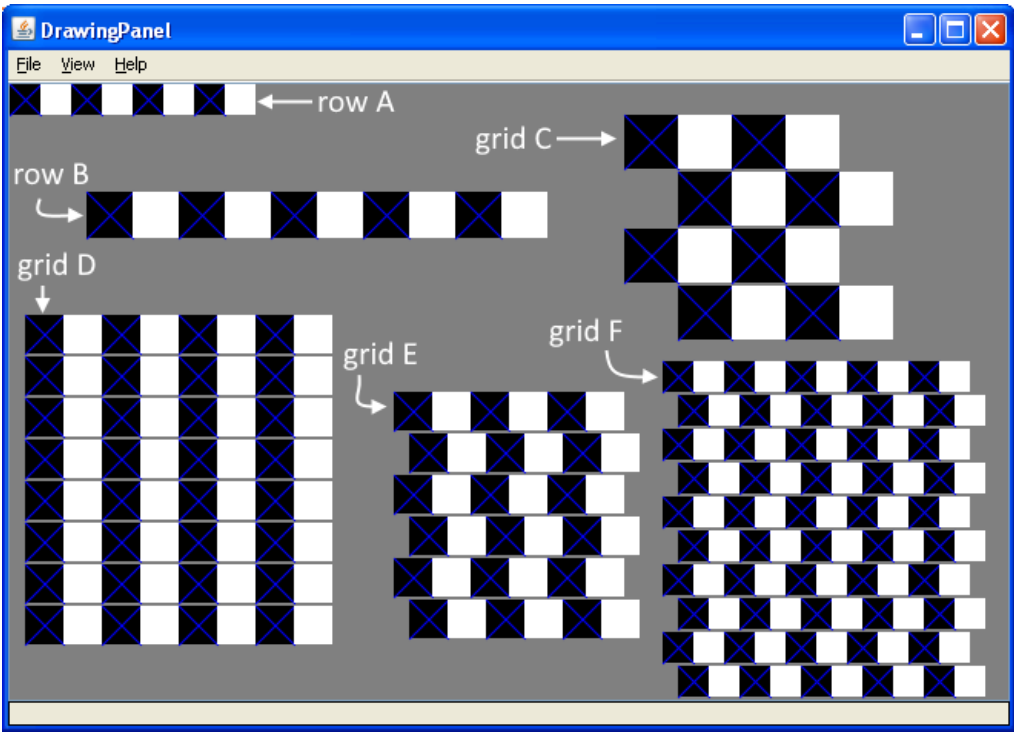 DrawingPanel
File View Help
row A
grid C
row B
grid D
grid F
grid E